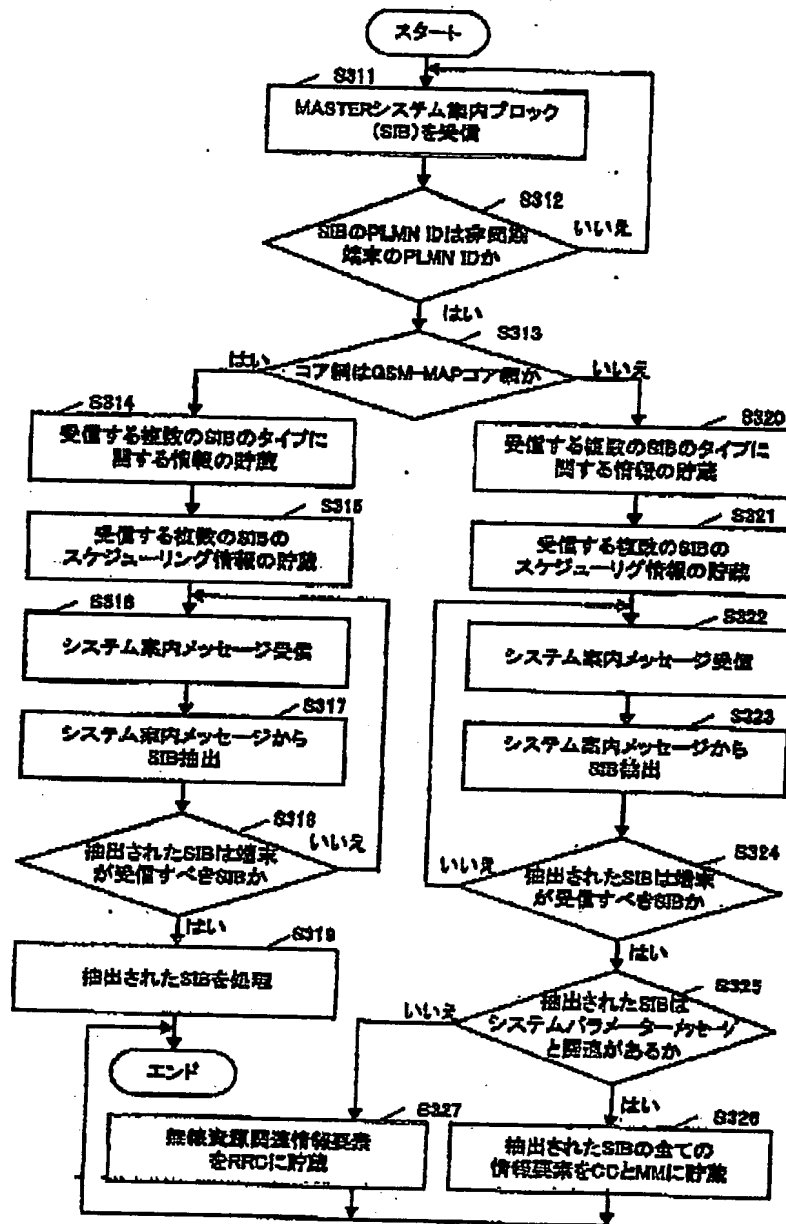 スタート
S311
MASTERシステム案内ブロック
(SIB)を受信
S312
SIBのPLMN IDは非同期
端末のPLMN IDか
いいえ
はい
S313
コア網はGSM-MAPコア網か
はい
いいえ
S314
受信する複数のSIBのタイプに
関する情報の貯蔵
S315
受信する複数のSIBの
スケジューリング情報の貯蔵
S316
システム案内メッセージ受信
S317
システム案内メッセージから
SIB抽出
S318
抽出されたSIBは端末
が受信すべきSIBか
いいえ
はい
S319
抽出されたSIBを処理
エンド
S320
受信する複数のSIBのタイプに
関する情報の貯蔵
S321
受信する複数のSIBの
スケジューリグ情報の貯蔵
S322
システム案内メッセージ受信
S323
システム案内メッセージから
SIB抽出
S324
抽出されたSIBは端末
が受信すべきSIBか
いいえ
はい
S325
抽出されたSIBは
システムパラメーターメッセージ
と関連があるか
いいえ
はい
S326
抽出されたSIBの全ての
情報要素をCCとMMに貯蔵
S327
無線資源関連情報要素
をRRCに貯蔵